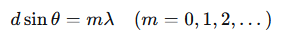 d sin θ = mλ (m = 0, 1, 2, . . . )